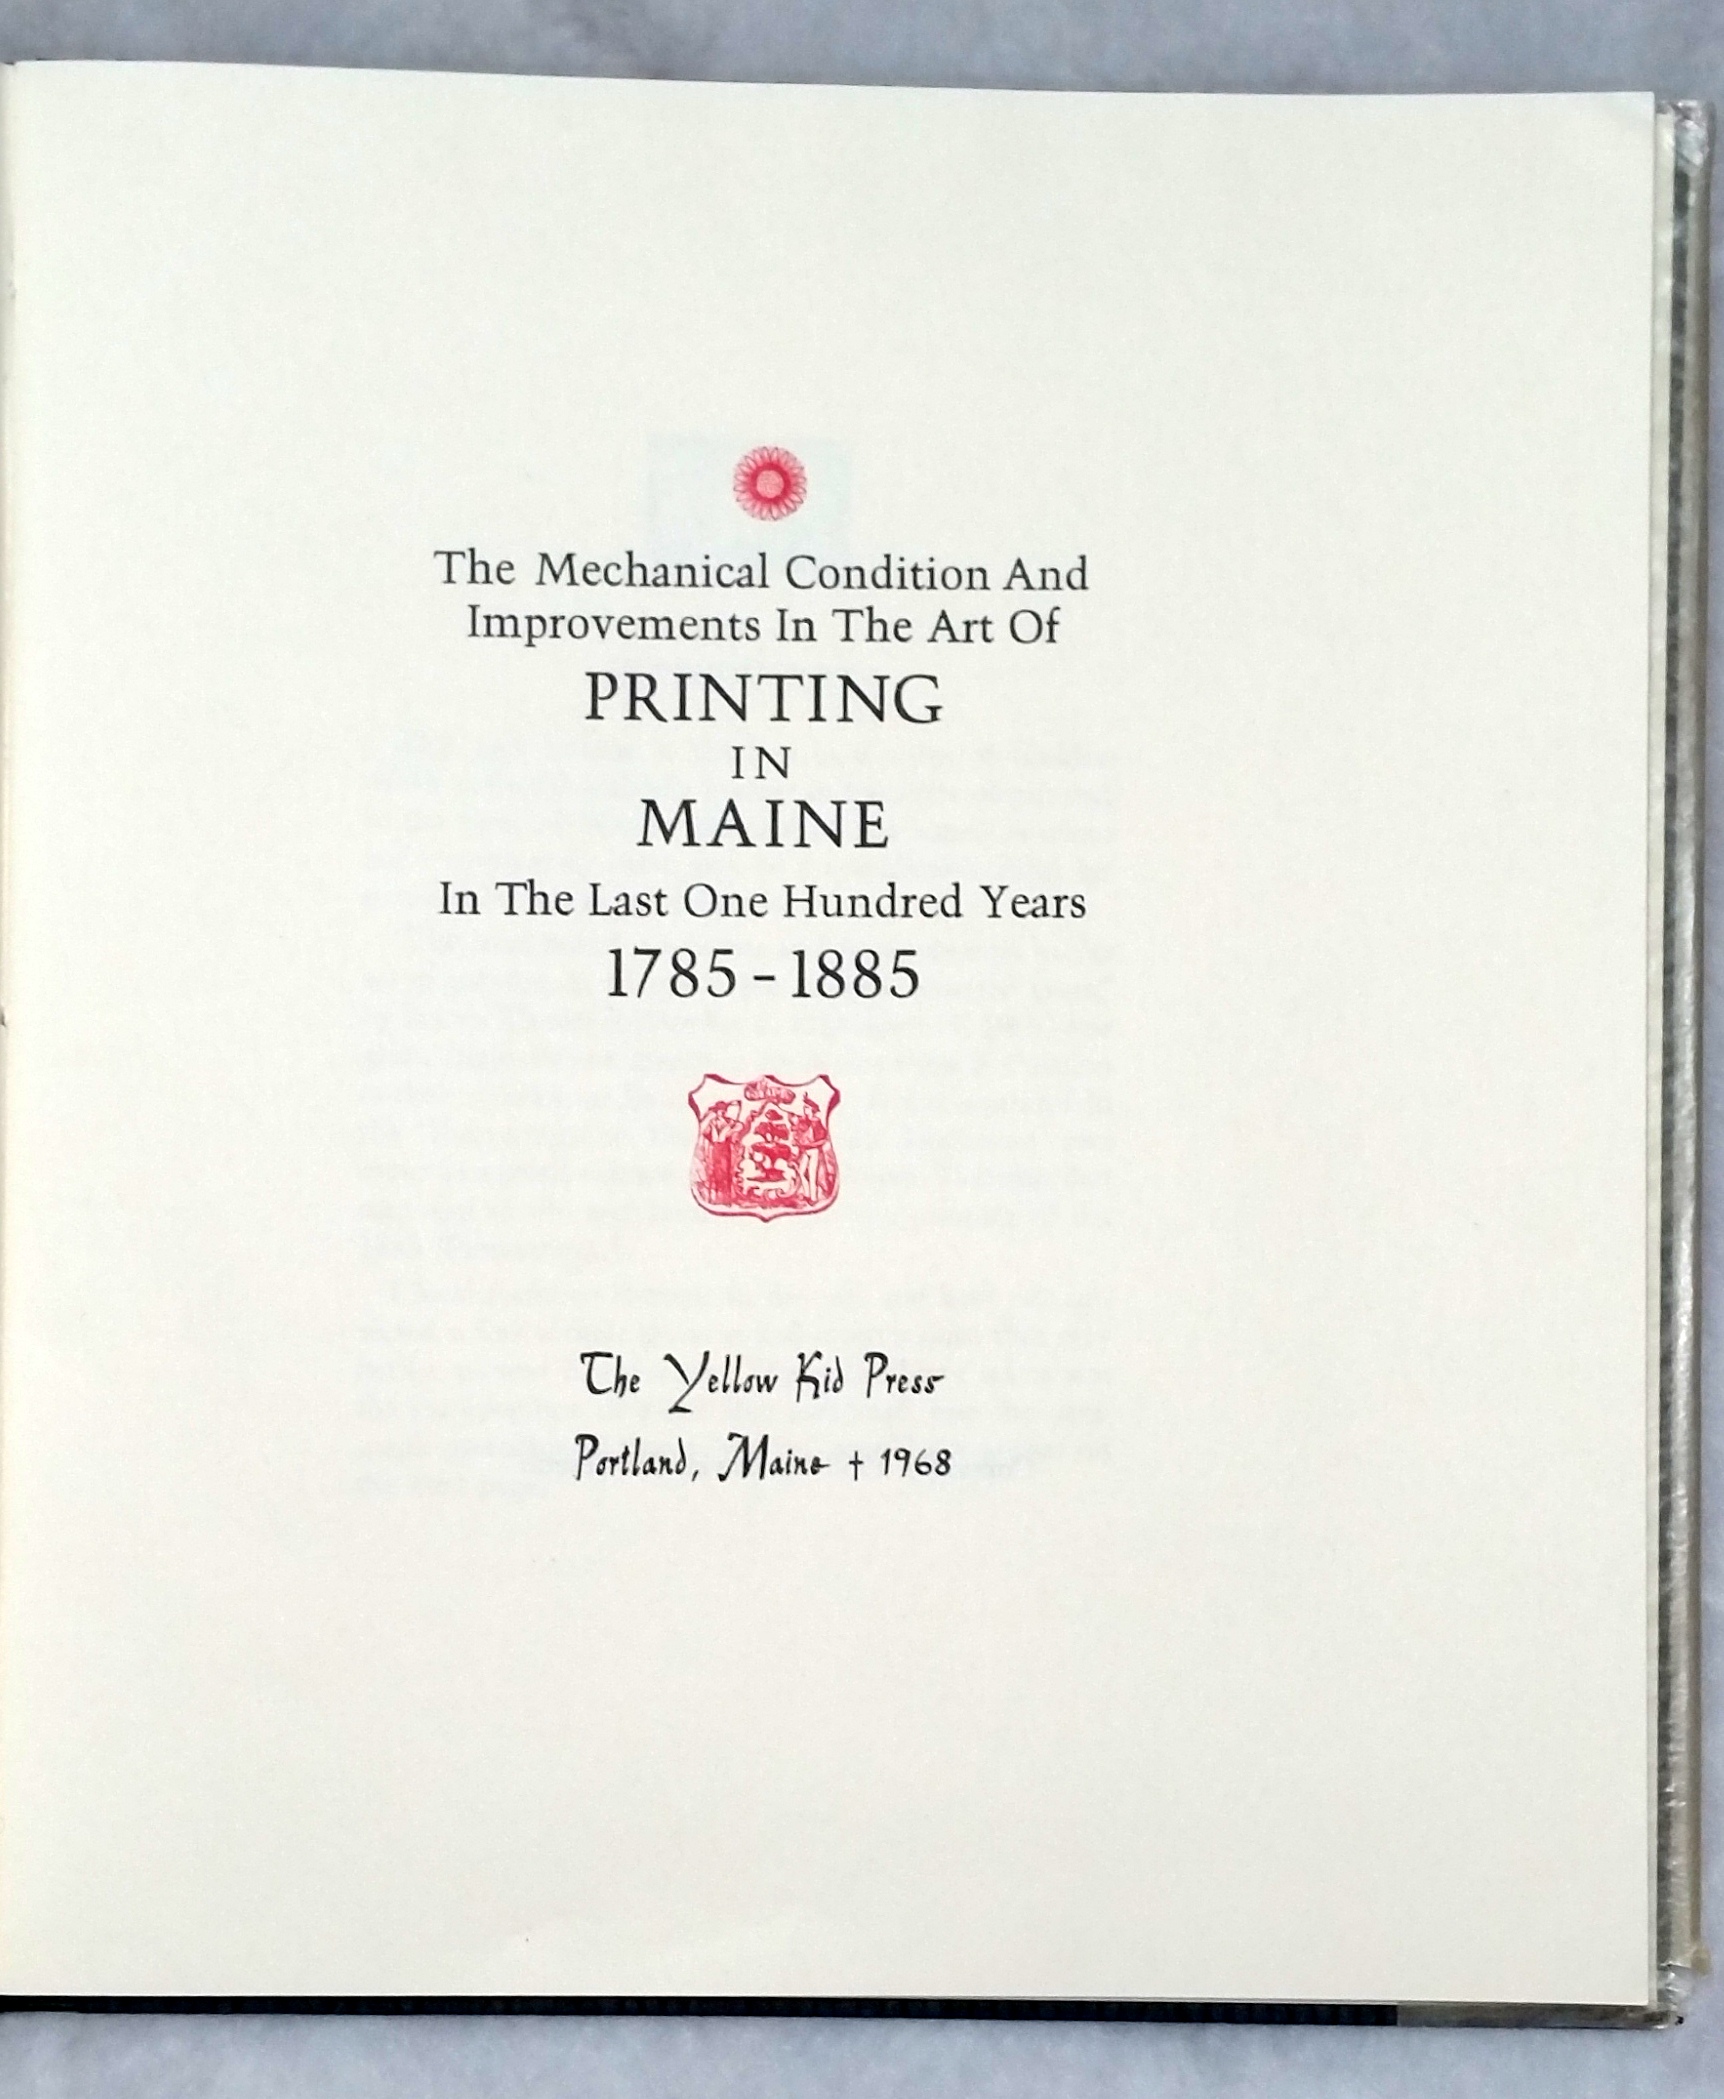 The Mechanical Condition And
Improvements In The Art Of
PRINTING
IN
MAINE
In The Last One Hundred Years
1785-1885
The Yellow Kid Press
Portland, Maine + 1968